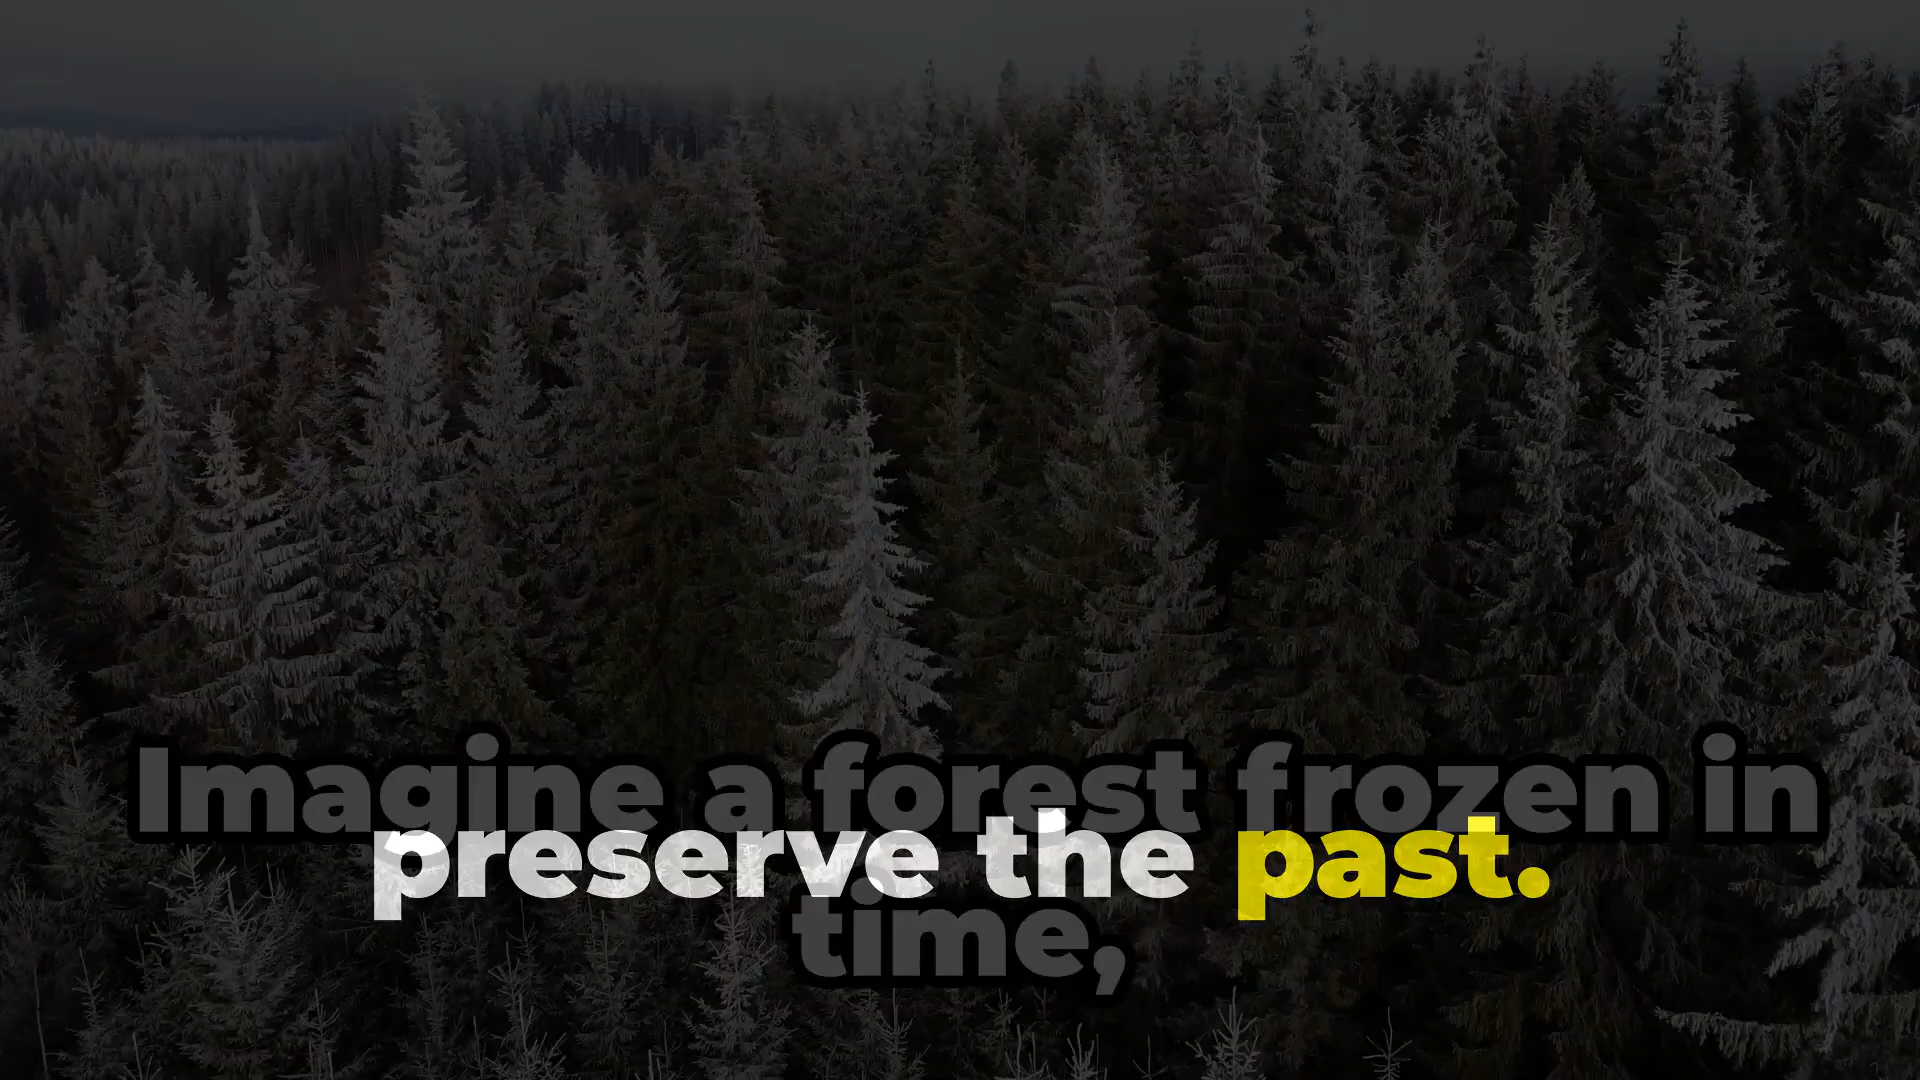 Imagine a forest frozen in
preserve the past.
time,